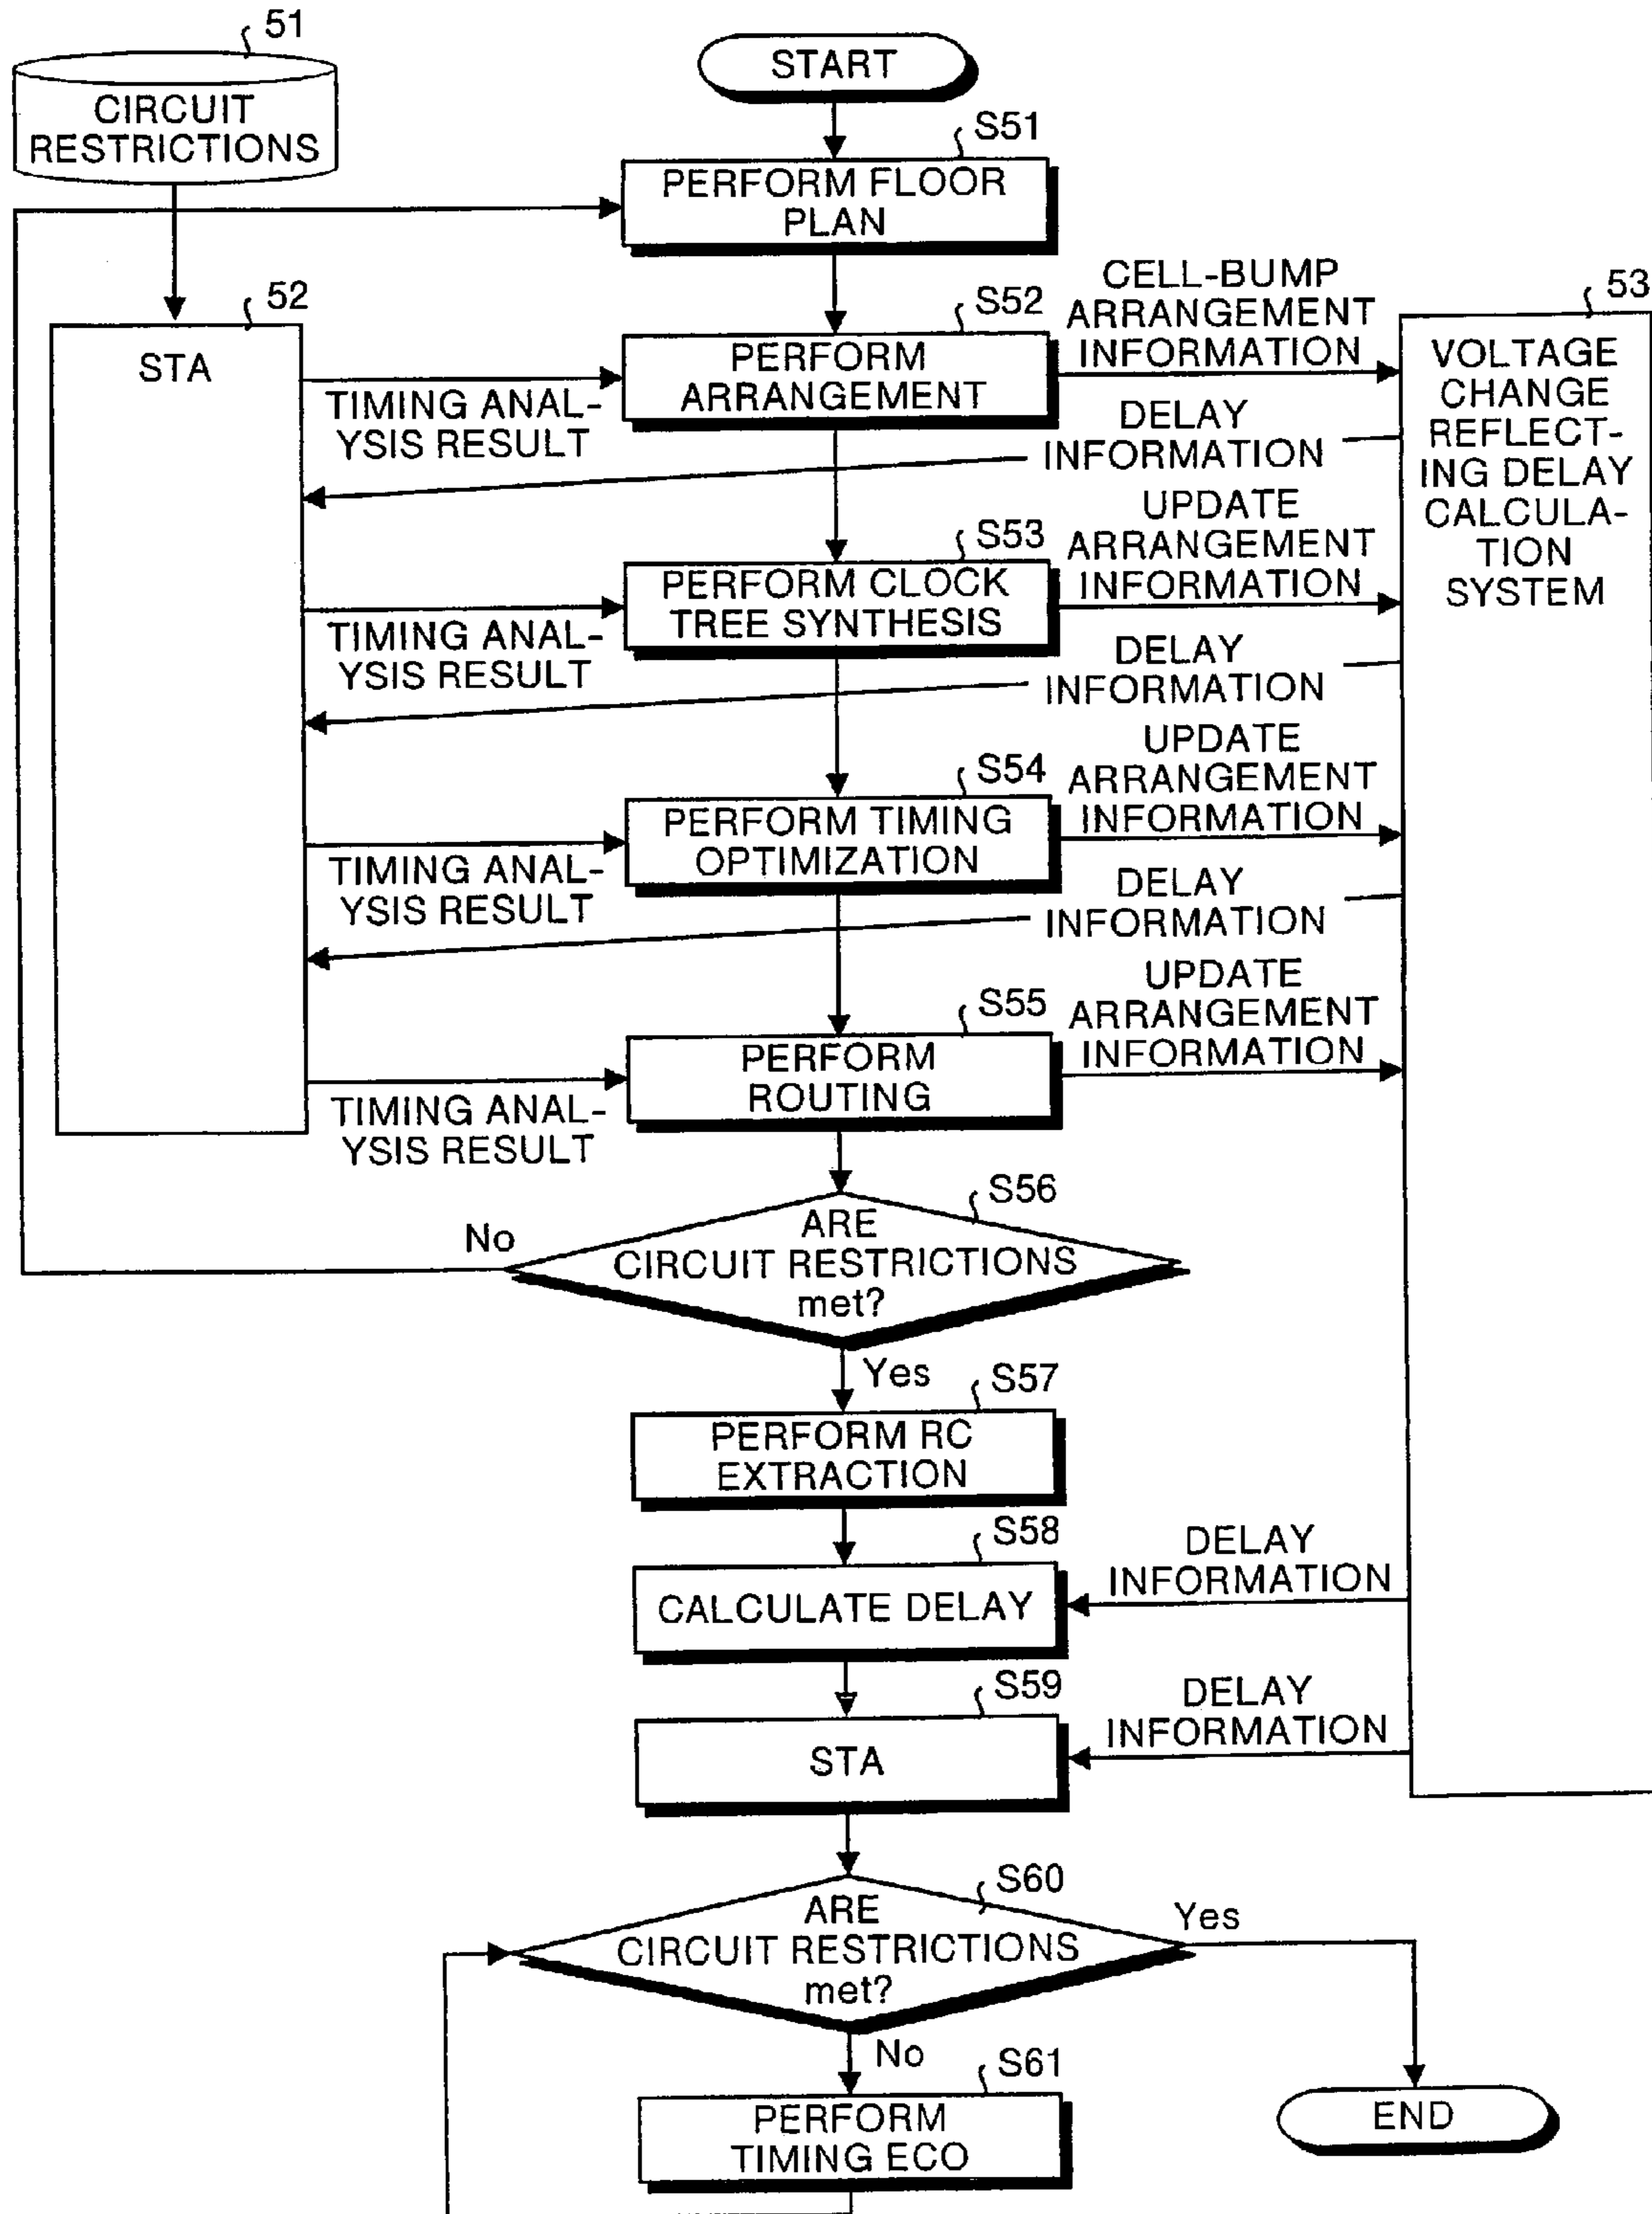 51
CIRCUIT
RESTRICTIONS
START
S51
PERFORM FLOOR
PLAN
52
STA
S52
PERFORM
ARRANGEMENT
CELL-BUMP
ARRANGEMENT
INFORMATION
53
VOLTAGE
CHANGE
REFLECT-
ING DELAY
CALCULA-
TION
SYSTEM
TIMING ANAL-
YSIS RESULT
DELAY
INFORMATION
S53
PERFORM CLOCK
TREE SYNTHESIS
UPDATE
ARRANGEMENT
INFORMATION
TIMING ANAL-
YSIS RESULT
DELAY
INFORMATION
S54
PERFORM TIMING
OPTIMIZATION
UPDATE
ARRANGEMENT
INFORMATION
TIMING ANAL-
YSIS RESULT
DELAY
INFORMATION
S55
PERFORM
ROUTING
UPDATE
ARRANGEMENT
INFORMATION
TIMING ANAL-
YSIS RESULT
S56
ARE
CIRCUIT RESTRICTIONS
met?
No
Yes
S57
PERFORM RC
EXTRACTION
S58
CALCULATE DELAY
DELAY
INFORMATION
S59
STA
DELAY
INFORMATION
S60
ARE
CIRCUIT RESTRICTIONS
met?
Yes
No
S61
PERFORM
TIMING ECO
END